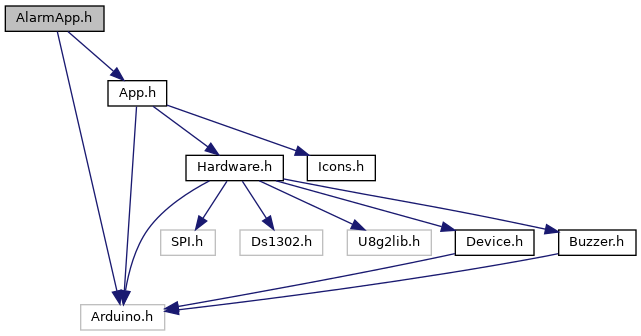 AlarmApp.h
App.h
Hardware.h
Icons.h
SPI.h
Ds1302.h
U8g2lib.h
Device.h
Buzzer.h
Arduino.h